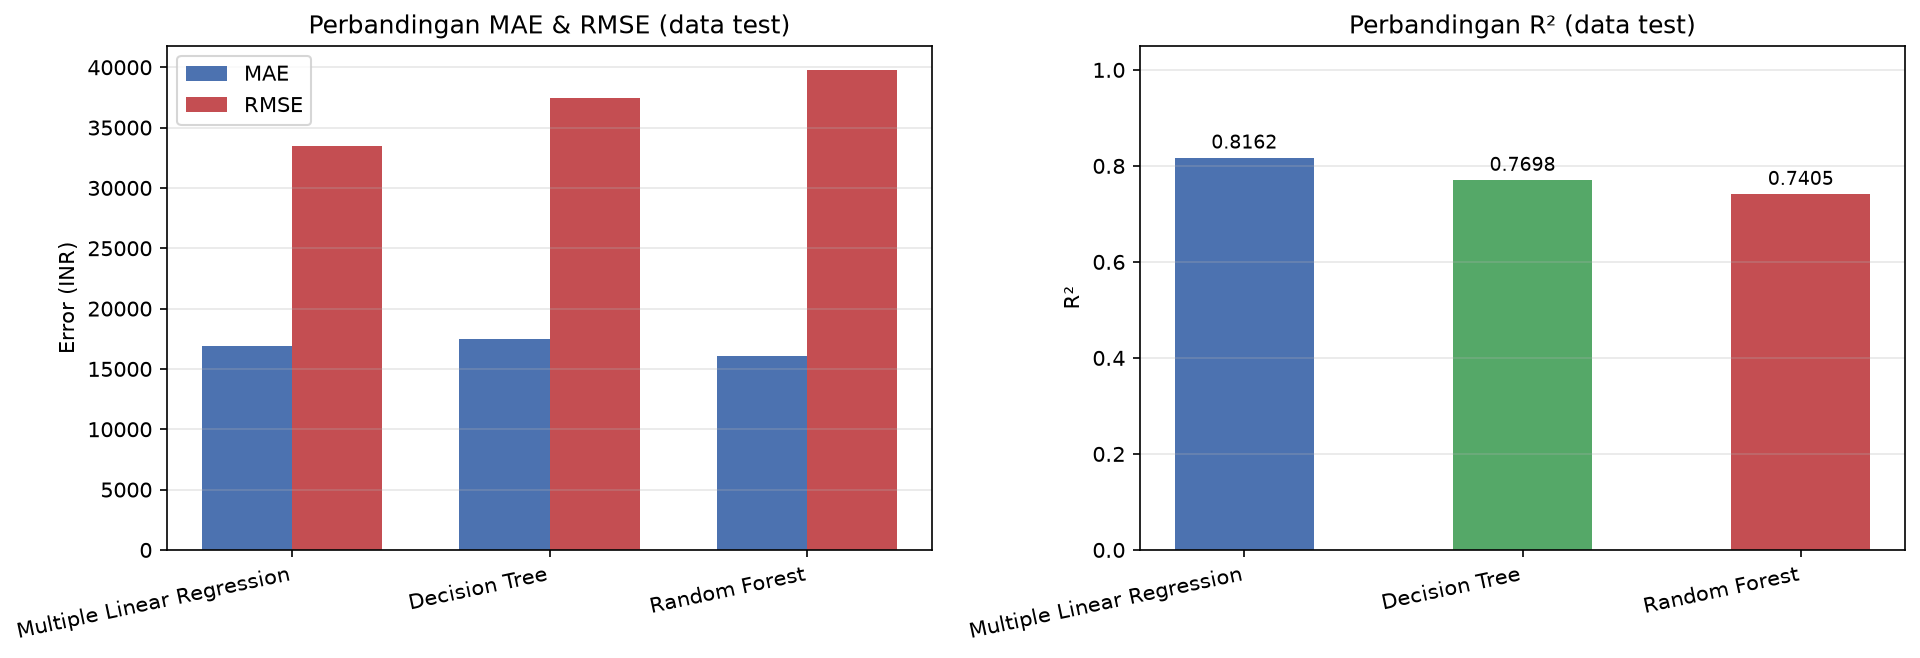 Perbandingan MAE & RMSE (data test)
MAE
RMSE
Error (INR)
40000
35000
30000
25000
20000
15000
10000
5000
0
Multiple Linear Regression
Decision Tree
Random Forest
Perbandingan R² (data test)
R²
1.0
0.8
0.6
0.4
0.2
0.0
0.8162
0.7698
0.7405
Multiple Linear Regression
Decision Tree
Random Forest